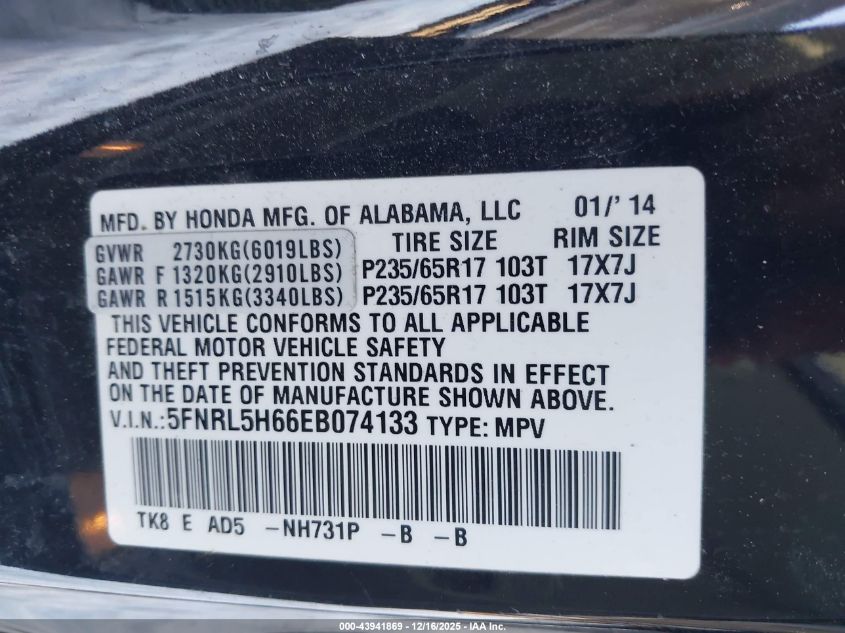 MFD. BY HONDA MFG. OF ALABAMA, LLC 01/' 14
GVWR 2730KG(6019LBS) TIRE SIZE RIM SIZE
GAWR F 1320KG(2910LBS) P235/65R17 103T 17X7J
GAWR R 1515KG(3340LBS) P235/65R17 103T 17X7J
THIS VEHICLE CONFORMS TO ALL APPLICABLE
FEDERAL MOTOR VEHICLE SAFETY
AND THEFT PREVENTION STANDARDS IN EFFECT
ON THE DATE OF MANUFACTURE SHOWN ABOVE.
V.I.N.:5FNRL5H66EB074133 TYPE: MPV
TK8 E AD5 -NH731P -B -B
000-43941869 - 12/16/2025 - IAA Inc.